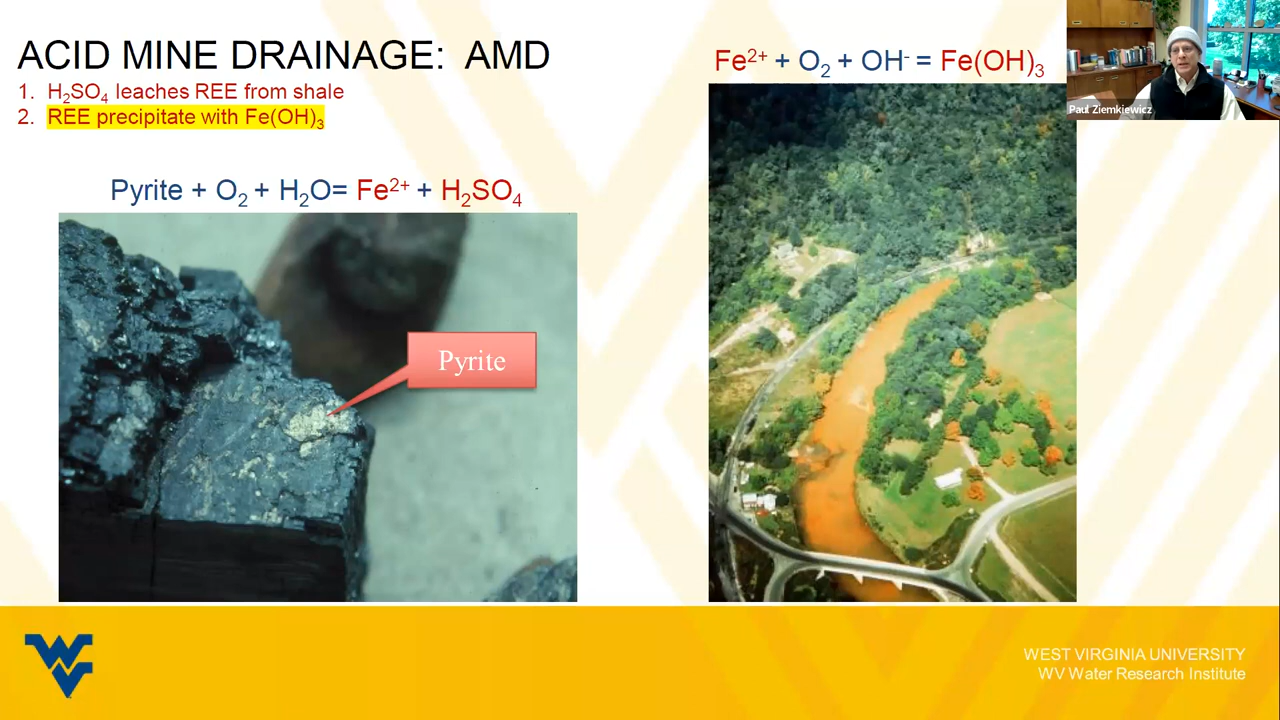 ACID MINE DRAINAGE: AMD
1. H₂SO₄ leaches REE from shale
2. REE precipitate with Fe(OH)₃
Pyrite + O₂ + H₂O= Fe²⁺ + H₂SO₄
Pyrite
Fe²⁺ + O₂ + OH⁻ = Fe(OH)₃
Paul Ziemkiewicz
WV
WEST VIRGINIA UNIVERSITY
WV Water Research Institute